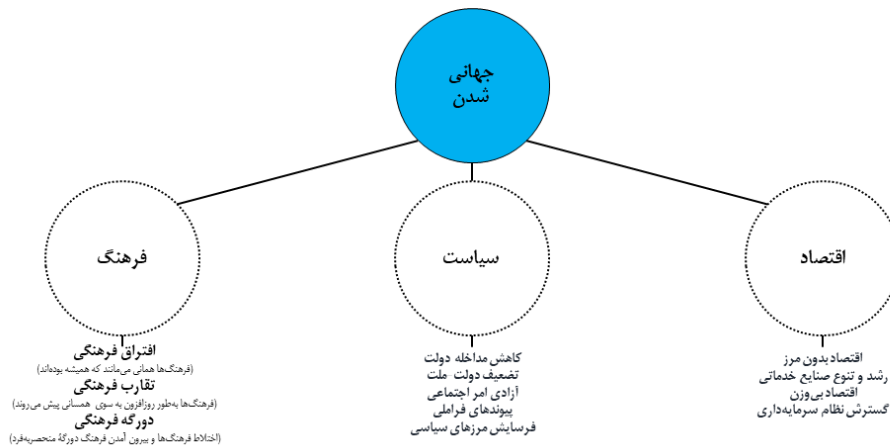 جهانی
شدن
اقتصاد
سیاست
فرهنگ
اقتصاد بدون مرز
رشد و تنوع صنایع خدماتی
اقتصاد بی‌وزن
گسترش نظام سرمایه‌داری
کاهش مداخله دولت
تضعیف دولت-ملت
آزادی امر اجتماعی
پیوندهای فراملی
فرسایش مرزهای سیاسی
افتراق فرهنگی
(فرهنگ‌ها همانی می‌مانند که همیشه بوده‌اند)
تقارب فرهنگی
(فرهنگ‌ها به‌طور روزافزون به سوی همسانی پیش می‌روند)
دورگه فرهنگی
(اختلاط فرهنگ‌ها و بیرون آمدن فرهنگ دورگهٔ منحصربه‌فرد)